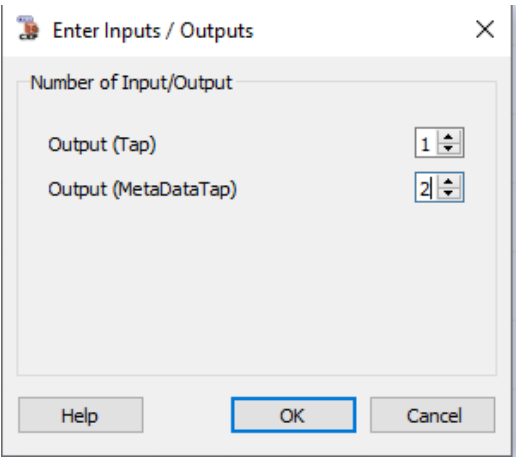 Enter Inputs / Outputs
Number of Input/Output
Output (Tap) 1
Output (MetaDataTap) 2
Help OK Cancel